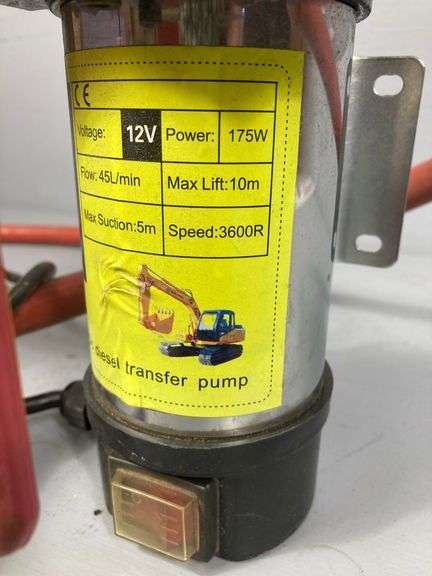 CE
Voltage: 12V Power: 175W
Flow: 45L/min Max Lift:10m
Max Suction:5m Speed:3600R
diesel transfer pump